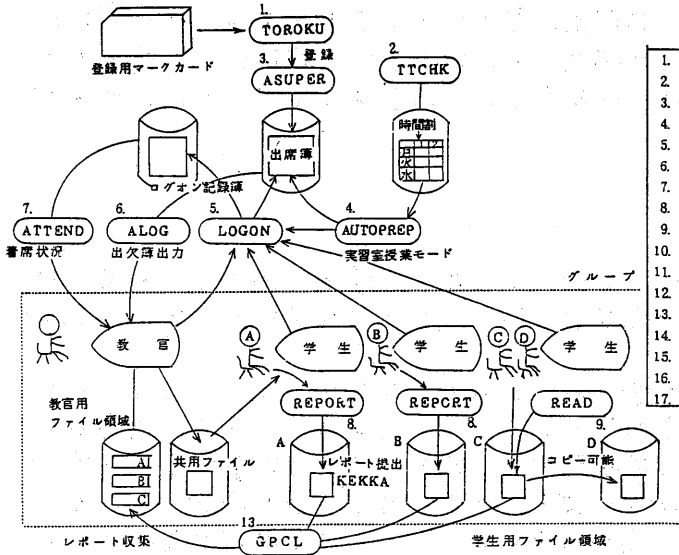 1.
TOROKU
登録用マークカード
登録
2.
TTCHK
3.
ASUPER
時間割
1 2
月
火
水
出席簿
ログオン記録簿
7.
ATTEND
着席状況
6.
ALOG
出欠簿出力
5.
LOGON
4.
AUTOPREP
実習室授業モード
グループ
教官
A
学生
B
学生
C
D
学生
教官用
ファイル領域
REPORT
8.
REPORT
8.
READ
9.
A
B
C
D
AI
BI
CI
共用ファイル
レポート提出
KEKKA
コピー可能
13
GPCL
レポート収集
学生用ファイル領域
1.
2.
3.
4.
5.
6.
7.
8.
9.
10.
11.
12.
13.
14.
15.
16.
17.